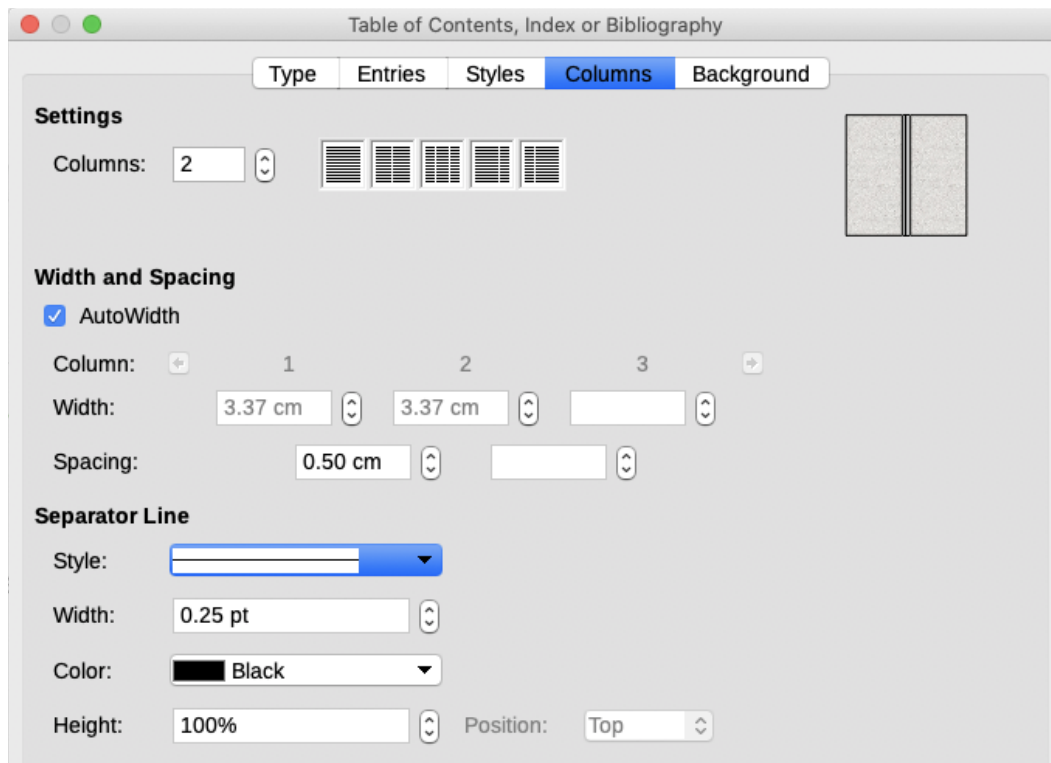 Table of Contents, Index or Bibliography
Type Entries Styles Columns Background
Settings
Columns: 2
Width and Spacing
AutoWidth
Column: 1 2 3
Width: 3.37 cm 3.37 cm
Spacing: 0.50 cm
Separator Line
Style:
Width: 0.25 pt
Color: Black
Height: 100% Position: Top